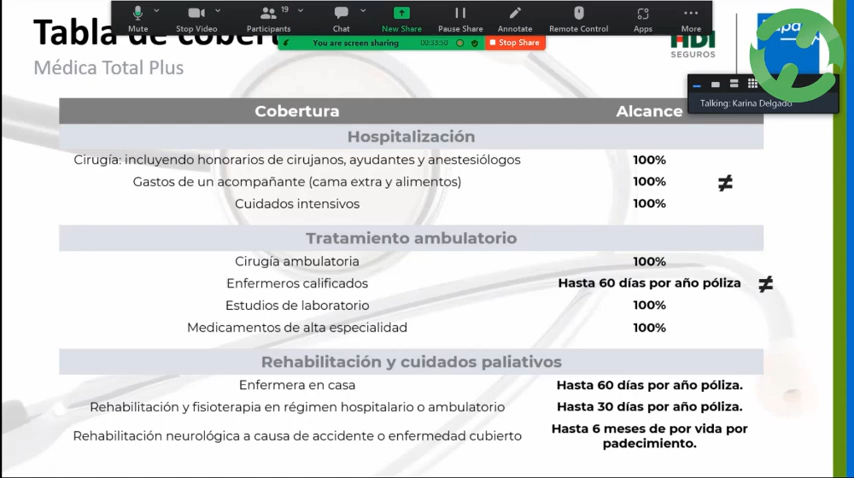 Mute
Stop Video
Participants
19
Chat
New Share
Pause Share
Annotate
Remote Control
Apps
More
You are screen sharing
00:35:50
Stop Share
Tabla de
HDI
SEGUROS
Talking: Karina Delgado
Médica Total Plus
Cobertura Alcance
Hospitalización
Cirugía: incluyendo honorarios de cirujanos, ayudantes y anestesiólogos 100%
Gastos de un acompañante (cama extra y alimentos) 100% ≠
Cuidados intensivos 100%
Tratamiento ambulatorio
Cirugía ambulatoria 100%
Enfermeros calificados Hasta 60 días por año póliza ≠
Estudios de laboratorio 100%
Medicamentos de alta especialidad 100%
Rehabilitación y cuidados paliativos
Enfermera en casa Hasta 60 días por año póliza.
Rehabilitación y fisioterapia en régimen hospitalario o ambulatorio Hasta 30 días por año póliza.
Rehabilitación neurológica a causa de accidente o enfermedad cubierto Hasta 6 meses de por vida por
padecimiento.